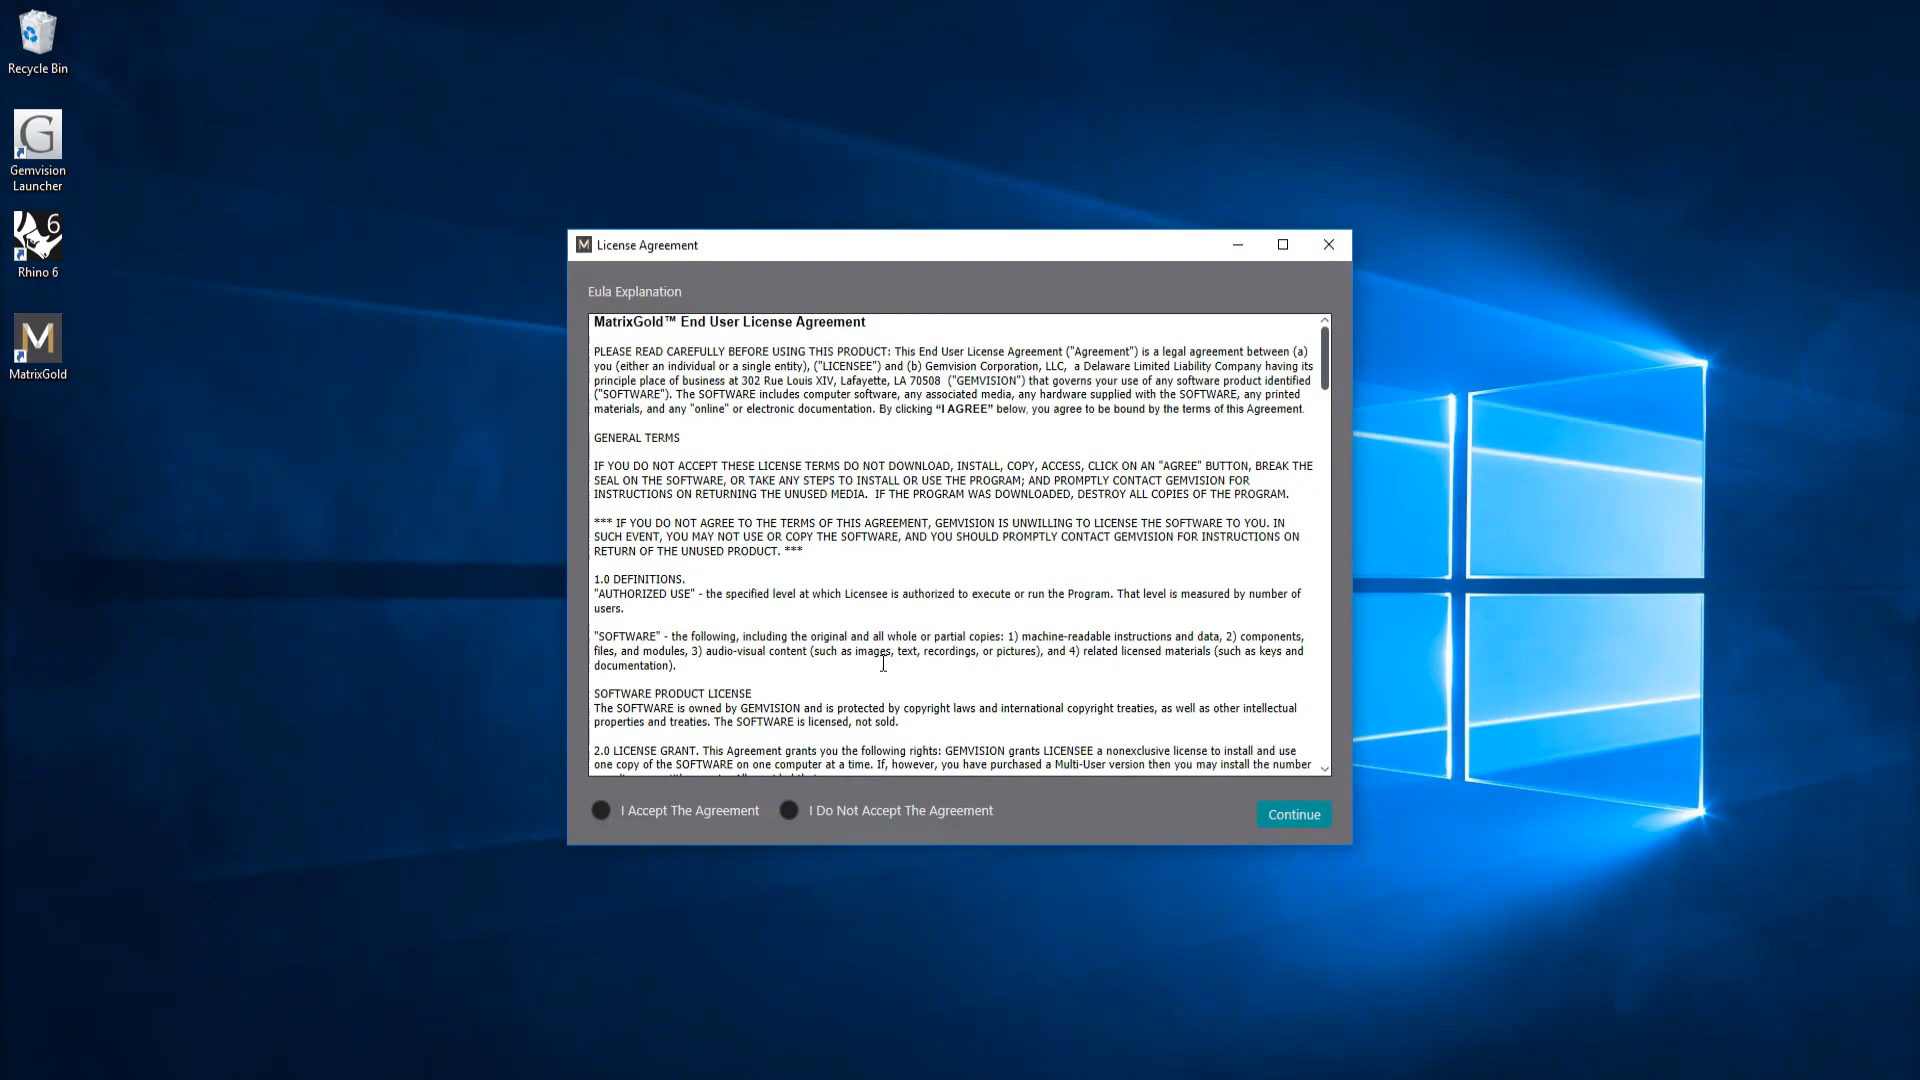 Recycle Bin
G
Gemvision
Launcher
6
Rhino 6
M
MatrixGold
M License Agreement
Eula Explanation
MatrixGold™ End User License Agreement
PLEASE READ CAREFULLY BEFORE USING THIS PRODUCT: This End User License Agreement ("Agreement") is a legal agreement between (a)
you (either an individual or a single entity), ("LICENSEE") and (b) Gemvision Corporation, LLC,  a Delaware Limited Liability Company having its
principle place of business at 302 Rue Louis XIV, Lafayette, LA 70508  ("GEMVISION") that governs your use of any software product identified
("SOFTWARE"). The SOFTWARE includes computer software, any associated media, any hardware supplied with the SOFTWARE, any printed
materials, and any "online" or electronic documentation. By clicking “I AGREE” below, you agree to be bound by the terms of this Agreement.
GENERAL TERMS
IF YOU DO NOT ACCEPT THESE LICENSE TERMS DO NOT DOWNLOAD, INSTALL, COPY, ACCESS, CLICK ON AN "AGREE" BUTTON, BREAK THE
SEAL ON THE SOFTWARE, OR TAKE ANY STEPS TO INSTALL OR USE THE PROGRAM; AND PROMPTLY CONTACT GEMVISION FOR
INSTRUCTIONS ON RETURNING THE UNUSED MEDIA.  IF THE PROGRAM WAS DOWNLOADED, DESTROY ALL COPIES OF THE PROGRAM.
*** IF YOU DO NOT AGREE TO THE TERMS OF THIS AGREEMENT, GEMVISION IS UNWILLING TO LICENSE THE SOFTWARE TO YOU. IN
SUCH EVENT, YOU MAY NOT USE OR COPY THE SOFTWARE, AND YOU SHOULD PROMPTLY CONTACT GEMVISION FOR INSTRUCTIONS ON
RETURN OF THE UNUSED PRODUCT. ***
1.0 DEFINITIONS.
"AUTHORIZED USE" - the specified level at which Licensee is authorized to execute or run the Program. That level is measured by number of
users.
"SOFTWARE" - the following, including the original and all whole or partial copies: 1) machine-readable instructions and data, 2) components,
files, and modules, 3) audio-visual content (such as images, text, recordings, or pictures), and 4) related licensed materials (such as keys and
documentation).
SOFTWARE PRODUCT LICENSE
The SOFTWARE is owned by GEMVISION and is protected by copyright laws and international copyright treaties, as well as other intellectual
properties and treaties. The SOFTWARE is licensed, not sold.
2.0 LICENSE GRANT. This Agreement grants you the following rights: GEMVISION grants LICENSEE a nonexclusive license to install and use
one copy of the SOFTWARE on one computer at a time. If, however, you have purchased a Multi-User version then you may install the number
I Accept The Agreement
I Do Not Accept The Agreement
Continue